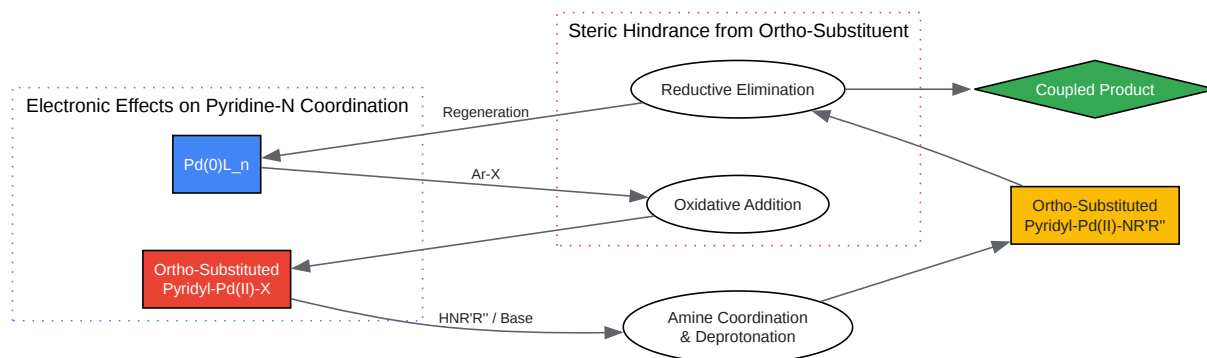 Steric Hindrance from Ortho-Substituent
Electronic Effects on Pyridine-N Coordination
Reductive Elimination
Coupled Product
Regeneration
Pd(0)L_n
Ar-X
Oxidative Addition
Ortho-Substituted
Pyridyl-Pd(II)-NR'R"
Ortho-Substituted
Pyridyl-Pd(II)-X
HNR'R" / Base
Amine Coordination
& Deprotonation